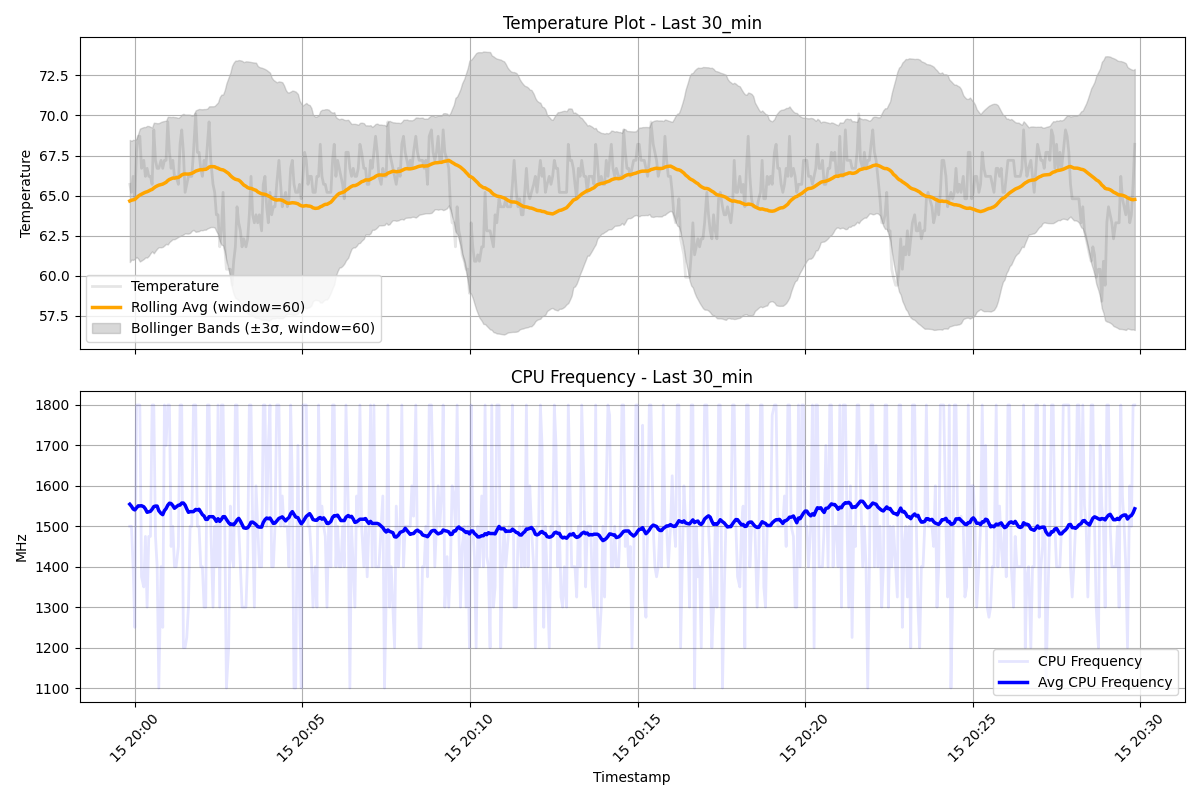 Temperature Plot - Last 30_min
Temperature
72.5
70.0
67.5
65.0
62.5
60.0
57.5
Temperature
Rolling Avg (window=60)
Bollinger Bands (±3σ, window=60)
CPU Frequency - Last 30_min
MHz
1800
1700
1600
1500
1400
1300
1200
1100
CPU Frequency
Avg CPU Frequency
15 20:00
15 20:05
15 20:10
15 20:15
15 20:20
15 20:25
15 20:30
Timestamp